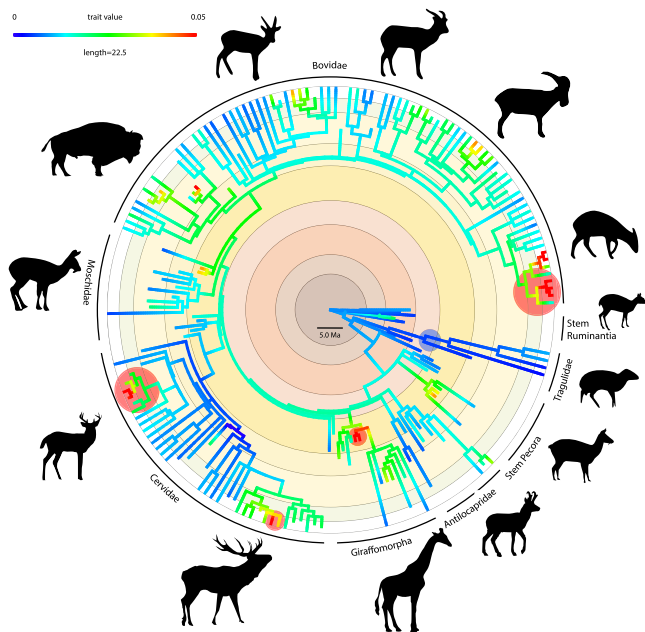 0 trait value 0.05
length=22.5
Bovidae
Moschidae
5.0 Ma
Stem
Ruminantia
Tragulidae
Stem Pecora
Cervidae
Antilocapridae
Giraffomorpha